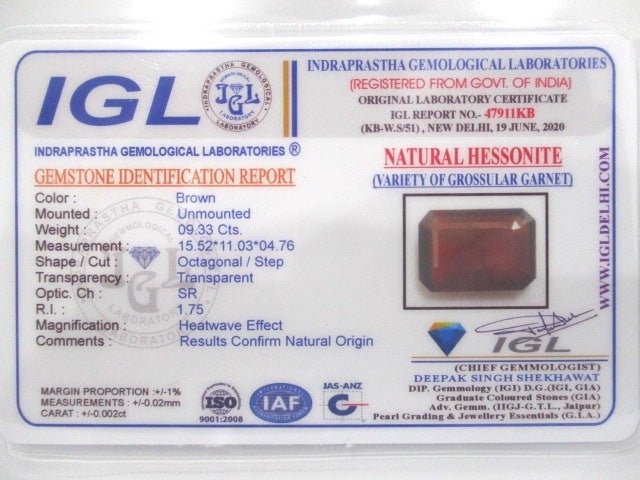 IGL
INDRAPRASTHA GEMOLOGICAL LABORATORY
IGL
INDRAPRASTHA GEMOLOGICAL LABORATORIES ®
GEMSTONE IDENTIFICATION REPORT
Color : Brown
Mounted : Unmounted
Weight : 09.33 Cts.
Measurement : 15.52*11.03*04.76
Shape / Cut : Octagonal / Step
Transparency : Transparent
Optic. Ch : SR
R.I. : 1.75
Magnification : Heatwave Effect
Comments : Results Confirm Natural Origin
MARGIN PROPORTION :+/-1%
MEASUREMENTS : +/-0.02mm
CARAT : +/-0.002ct
ISO
9001:2008
IAF
JAS-ANZ
INDRAPRASTHA GEMOLOGICAL LABORATORIES
(REGISTERED FROM GOVT. OF INDIA)
ORIGINAL LABORATORY CERTIFICATE
IGL REPORT NO.- 47911KB
(KB-W.S/51) , NEW DELHI, 19 JUNE, 2020
NATURAL HESSONITE
(VARIETY OF GROSSULAR GARNET)
WWW.IGLDELHI.COM
IGL
(CHIEF GEMMOLOGIST)
DEEPAK SINGH SHEKHAWAT
DIP. Gemmology (IGI) D.G.(IGL, GIA)
Graduate Coloured Stones (GIA)
Adv. Gemm. (IIGJ-G.T.L., Jaipur)
Pearl Grading & Jewellery Essentials (G.I.A.)